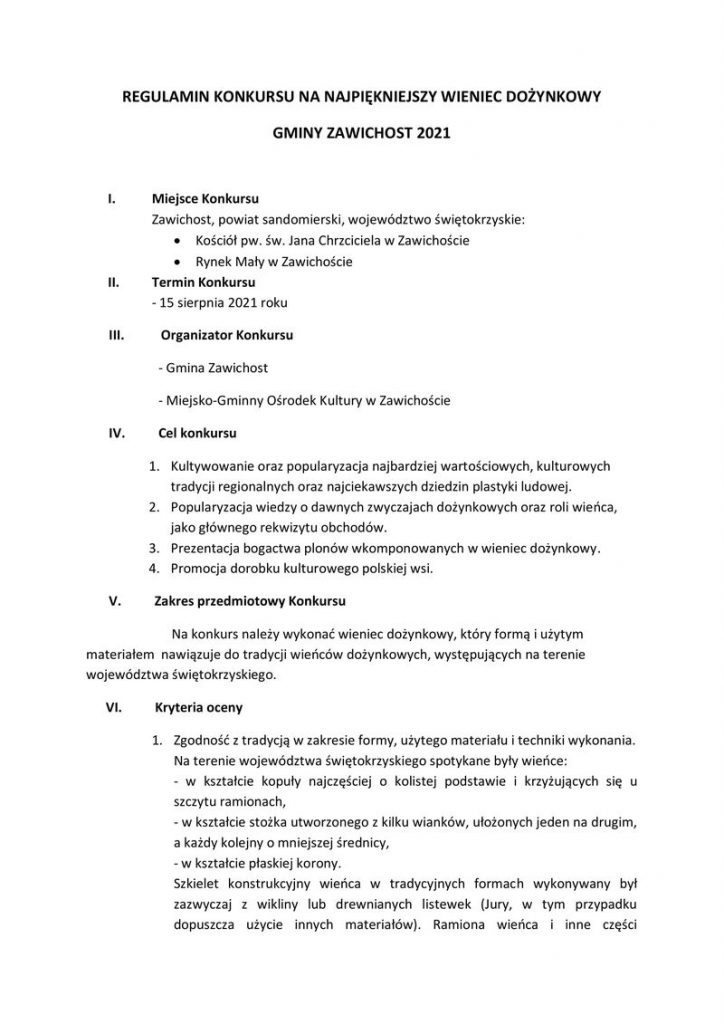 REGULAMIN KONKURSU NA NAJPIĘKNIEJSZY WIENIEC DOŻYNKOWY
GMINY ZAWICHOST 2021
I. Miejsce Konkursu
Zawichost, powiat sandomierski, województwo świętokrzyskie:
• Kościół pw. św. Jana Chrzciciela w Zawichoście
• Rynek Mały w Zawichoście
II. Termin Konkursu
- 15 sierpnia 2021 roku
III. Organizator Konkursu
- Gmina Zawichost
- Miejsko-Gminny Ośrodek Kultury w Zawichoście
IV. Cel konkursu
1. Kultywowanie oraz popularyzacja najbardziej wartościowych, kulturowych
tradycji regionalnych oraz najciekawszych dziedzin plastyki ludowej.
2. Popularyzacja wiedzy o dawnych zwyczajach dożynkowych oraz roli wieńca,
jako głównego rekwizytu obchodów.
3. Prezentacja bogactwa plonów wkomponowanych w wieniec dożynkowy.
4. Promocja dorobku kulturowego polskiej wsi.
V. Zakres przedmiotowy Konkursu
Na konkurs należy wykonać wieniec dożynkowy, który formą i użytym
materiałem nawiązuje do tradycji wieńców dożynkowych, występujących na terenie
województwa świętokrzyskiego.
VI. Kryteria oceny
1. Zgodność z tradycją w zakresie formy, użytego materiału i techniki wykonania.
Na terenie województwa świętokrzyskiego spotykane były wieńce:
- w kształcie kopuły najczęściej o kolistej podstawie i krzyżujących się u
szczytu ramionach,
- w kształcie stożka utworzonego z kilku wianków, ułożonych jeden na drugim,
a każdy kolejny o mniejszej średnicy,
- w kształcie płaskiej korony.
Szkielet konstrukcyjny wieńca w tradycyjnych formach wykonywany był
zazwyczaj z wikliny lub drewnianych listewek (Jury, w tym przypadku
dopuszcza użycie innych materiałów). Ramiona wieńca i inne części